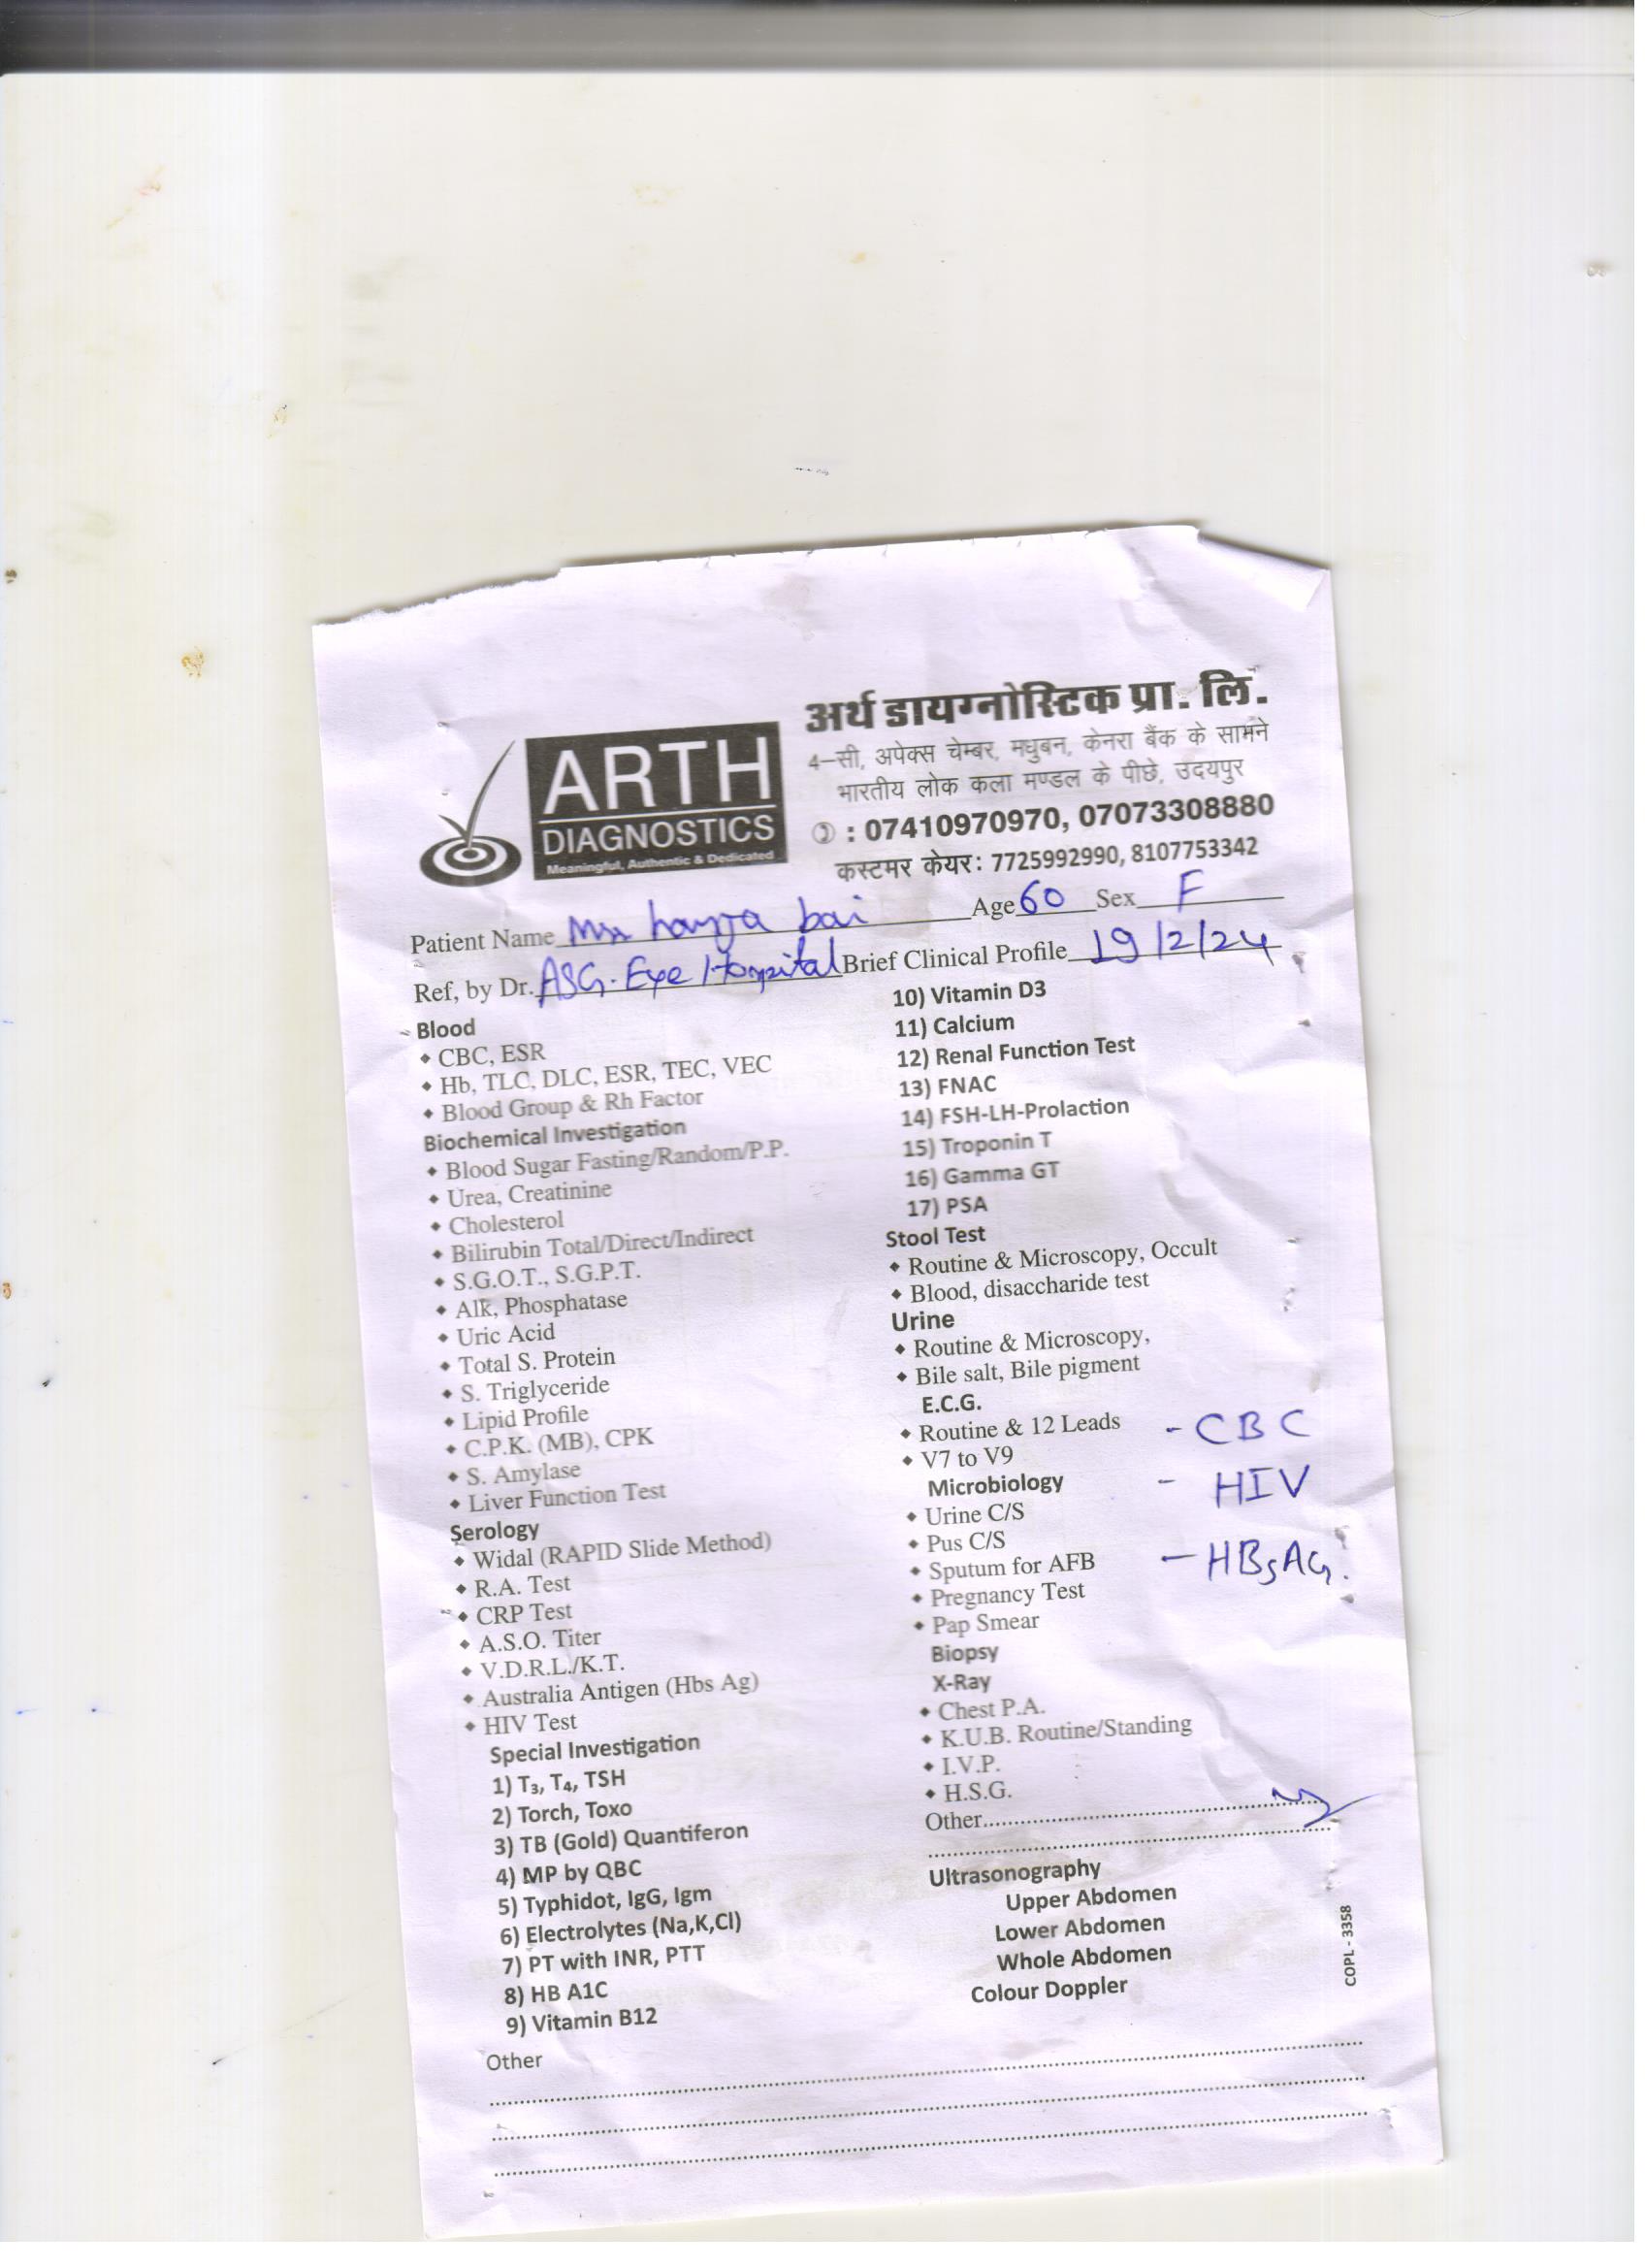 अर्थ डायग्नोस्टिक प्रा. लि.
ARTH
DIAGNOSTICS
Meaningful, Authentic & Dedicated
4-सी, अपेक्स चेम्बर, मधुबन, केनरा बैंक के सामने
भारतीय लोक कला मण्डल के पीछे, उदयपुर
: 07410970970, 07073308880
कस्टमर केयर: 7725992990, 8107753342
Patient Name bai Age 60 Sex F
Ref, by Dr. ASG. Eye Hospital Brief Clinical Profile 19/2/24
Blood
• CBC, ESR
• Hb, TLC, DLC, ESR, TEC, VEC
• Blood Group & Rh Factor
Biochemical Investigation
• Blood Sugar Fasting/Random/P.P.
• Urea, Creatinine
• Cholesterol
• Bilirubin Total/Direct/Indirect
• S.G.O.T., S.G.P.T.
• Alk, Phosphatase
• Uric Acid
• Total S. Protein
• S. Triglyceride
• Lipid Profile
• C.P.K. (MB), CPK
• S. Amylase
• Liver Function Test
Serology
• Widal (RAPID Slide Method)
• R.A. Test
• CRP Test
• A.S.O. Titer
• V.D.R.L./K.T.
• Australia Antigen (Hbs Ag)
• HIV Test
Special Investigation
1) T₃, T₄, TSH
2) Torch, Toxo
3) TB (Gold) Quantiferon
4) MP by QBC
5) Typhidot, IgG, Igm
6) Electrolytes (Na,K,Cl)
7) PT with INR, PTT
8) HB A1C
9) Vitamin B12
10) Vitamin D3
11) Calcium
12) Renal Function Test
13) FNAC
14) FSH-LH-Prolaction
15) Troponin T
16) Gamma GT
17) PSA
Stool Test
• Routine & Microscopy, Occult
• Blood, disaccharide test
Urine
• Routine & Microscopy,
• Bile salt, Bile pigment
E.C.G.
• Routine & 12 Leads
• V7 to V9
Microbiology
• Urine C/S
• Pus C/S
• Sputum for AFB
• Pregnancy Test
• Pap Smear
Biopsy
X-Ray
• Chest P.A.
• K.U.B. Routine/Standing
• I.V.P.
• H.S.G.
Other
Ultrasonography
Upper Abdomen
Lower Abdomen
Whole Abdomen
Colour Doppler
- CBC
- HIV
- HBsAG.
COPL - 3358
Other